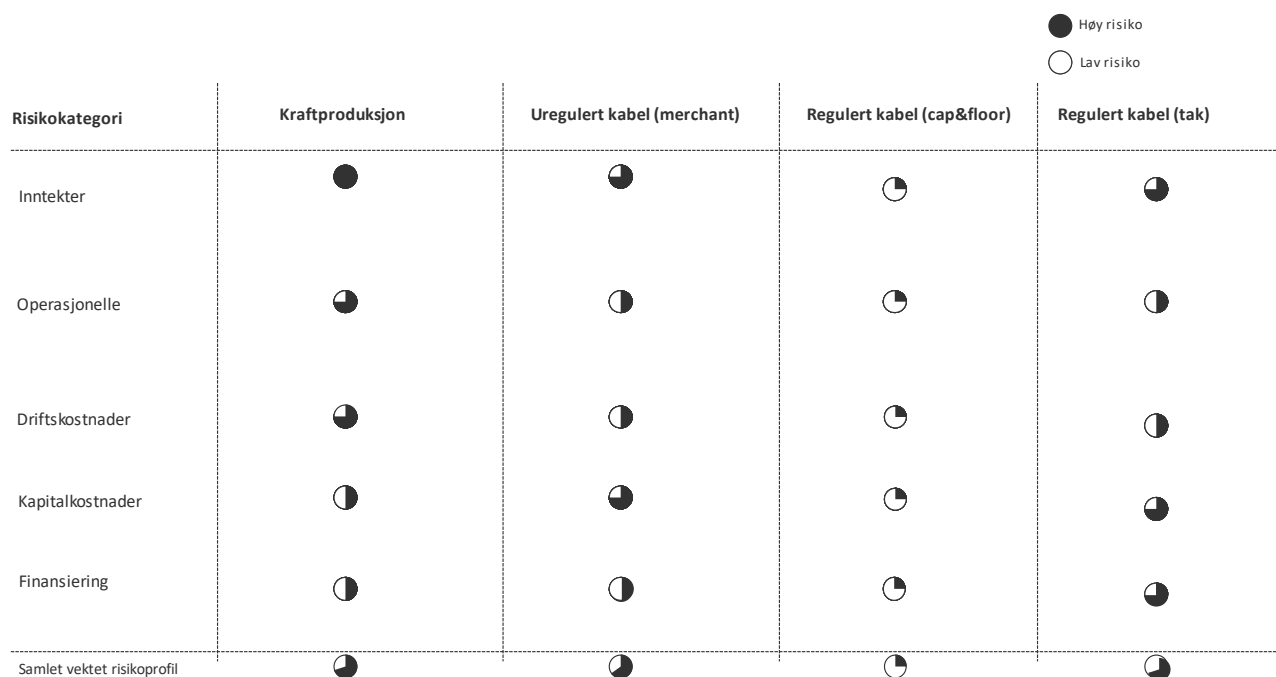 Høy risiko
Lav risiko
Risikokategori
Kraftproduksjon
Uregulert kabel (merchant)
Regulert kabel (cap&floor)
Regulert kabel (tak)
Inntekter
Operasjonelle
Driftskostnader
Kapitalkostnader
Finansiering
Samlet vektet risikoprofil